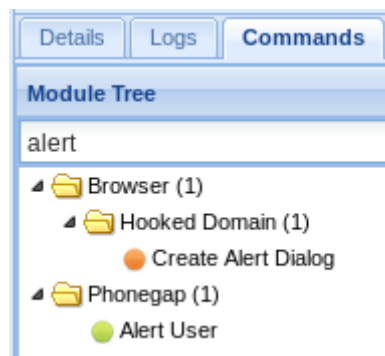 Details Logs Commands
Module Tree
alert
Browser (1)
Hooked Domain (1)
Create Alert Dialog
Phonegap (1)
Alert User